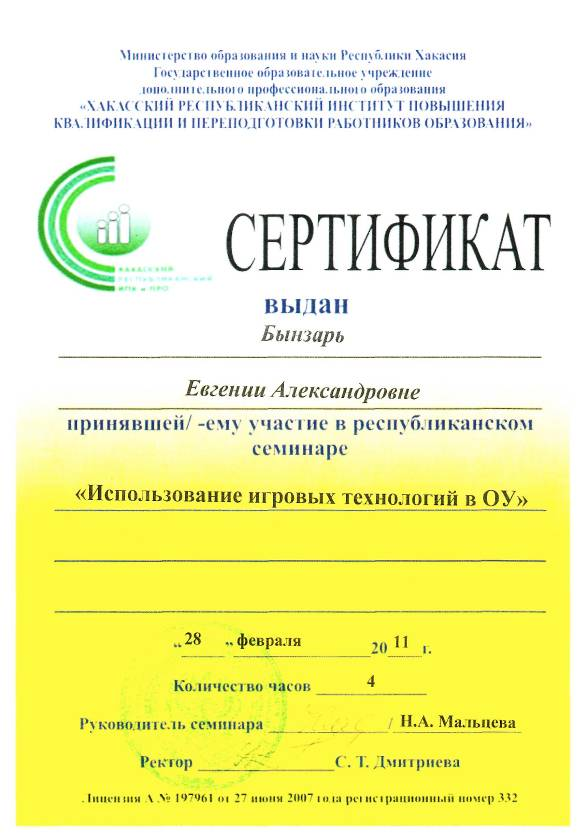 Министерство образования и науки Республики Хакасия
Государственное образовательное учреждение
дополнительного профессионального образования
«ХАКАССКИЙ РЕСПУБЛИКАНСКИЙ ИНСТИТУТ ПОВЫШЕНИЯ
КВАЛИФИКАЦИИ И ПЕРЕПОДГОТОВКИ РАБОТНИКОВ ОБРАЗОВАНИЯ»
ХАКАССКИЙ
РЕСПУБЛИКАНСКИЙ
ИПК и ПРО
СЕРТИФИКАТ
выдан
Бынзарь
Евгении Александровне
принявшей/ -ему участие в республиканском
семинаре
«Использование игровых технологий в ОУ»
„ 28 “ февраля 2011 г.
Количество часов 4
Руководитель семинара / Н.А. Мальцева
Ректор С. Т. Дмитриева
Лицензия А № 197961 от 27 июня 2007 года регистрационный номер 332